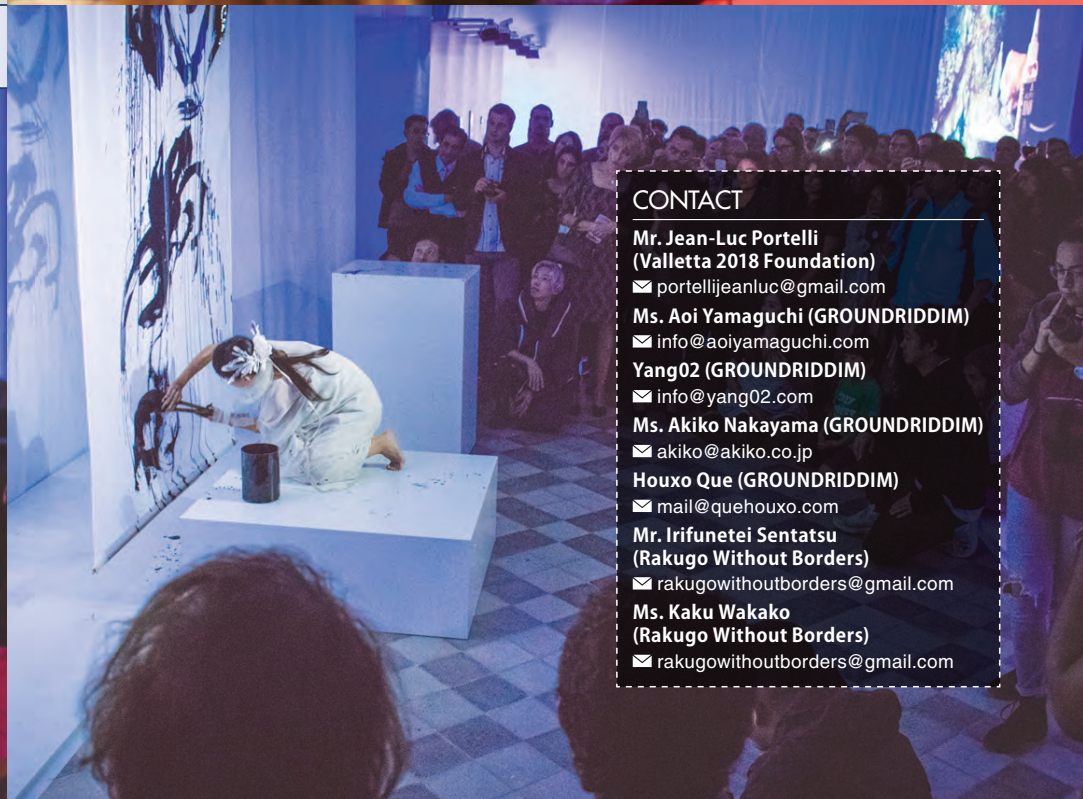 CONTACT
Mr. Jean-Luc Portelli
(Valletta 2018 Foundation)
portellijeanluc@gmail.com
Ms. Aoi Yamaguchi (GROUNDRIDDIM)
info@aoiyamaguchi.com
Yang02 (GROUNDRIDDIM)
info@yang02.com
Ms. Akiko Nakayama (GROUNDRIDDIM)
akiko@akiko.co.jp
Houxo Que (GROUNDRIDDIM)
mail@quehouxo.com
Mr. Irifunetei Sentatsu
(Rakugo Without Borders)
rakugowithoutborders@gmail.com
Ms. Kaku Wakako
(Rakugo Without Borders)
rakugowithoutborders@gmail.com